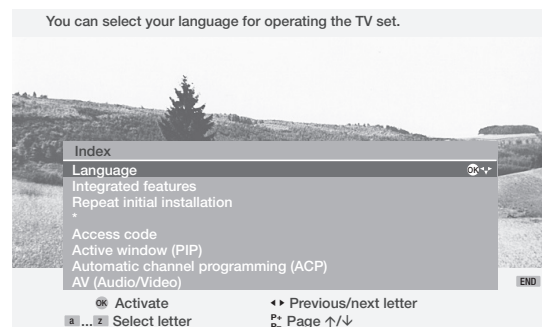 You can select your language for operating the TV set.
Index
Language OK
Integrated features
Repeat initial installation
*
Access code
Active window (PIP)
Automatic channel programming (ACP)
AV (Audio/Video)
END
OK Activate ◂ ▸ Previous/next letter
a ... z Select letter P+ P- Page ↑/↓